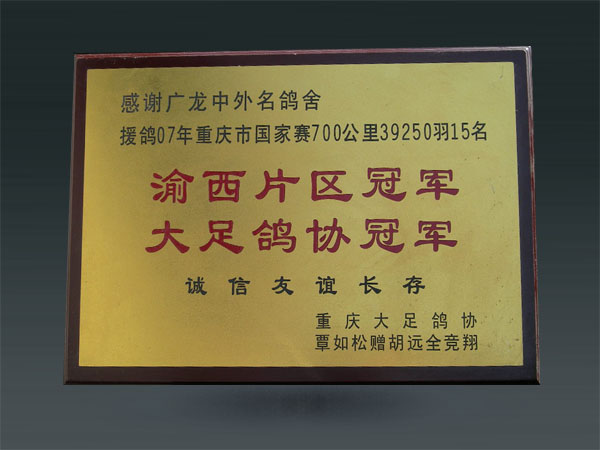 感谢广龙中外名鸽舍
援鸽07年重庆市国家赛700公里39250羽15名
渝西片区冠军
大足鸽协冠军
诚信友谊长存
重庆大足鸽协
覃如松赠胡远全竞翔